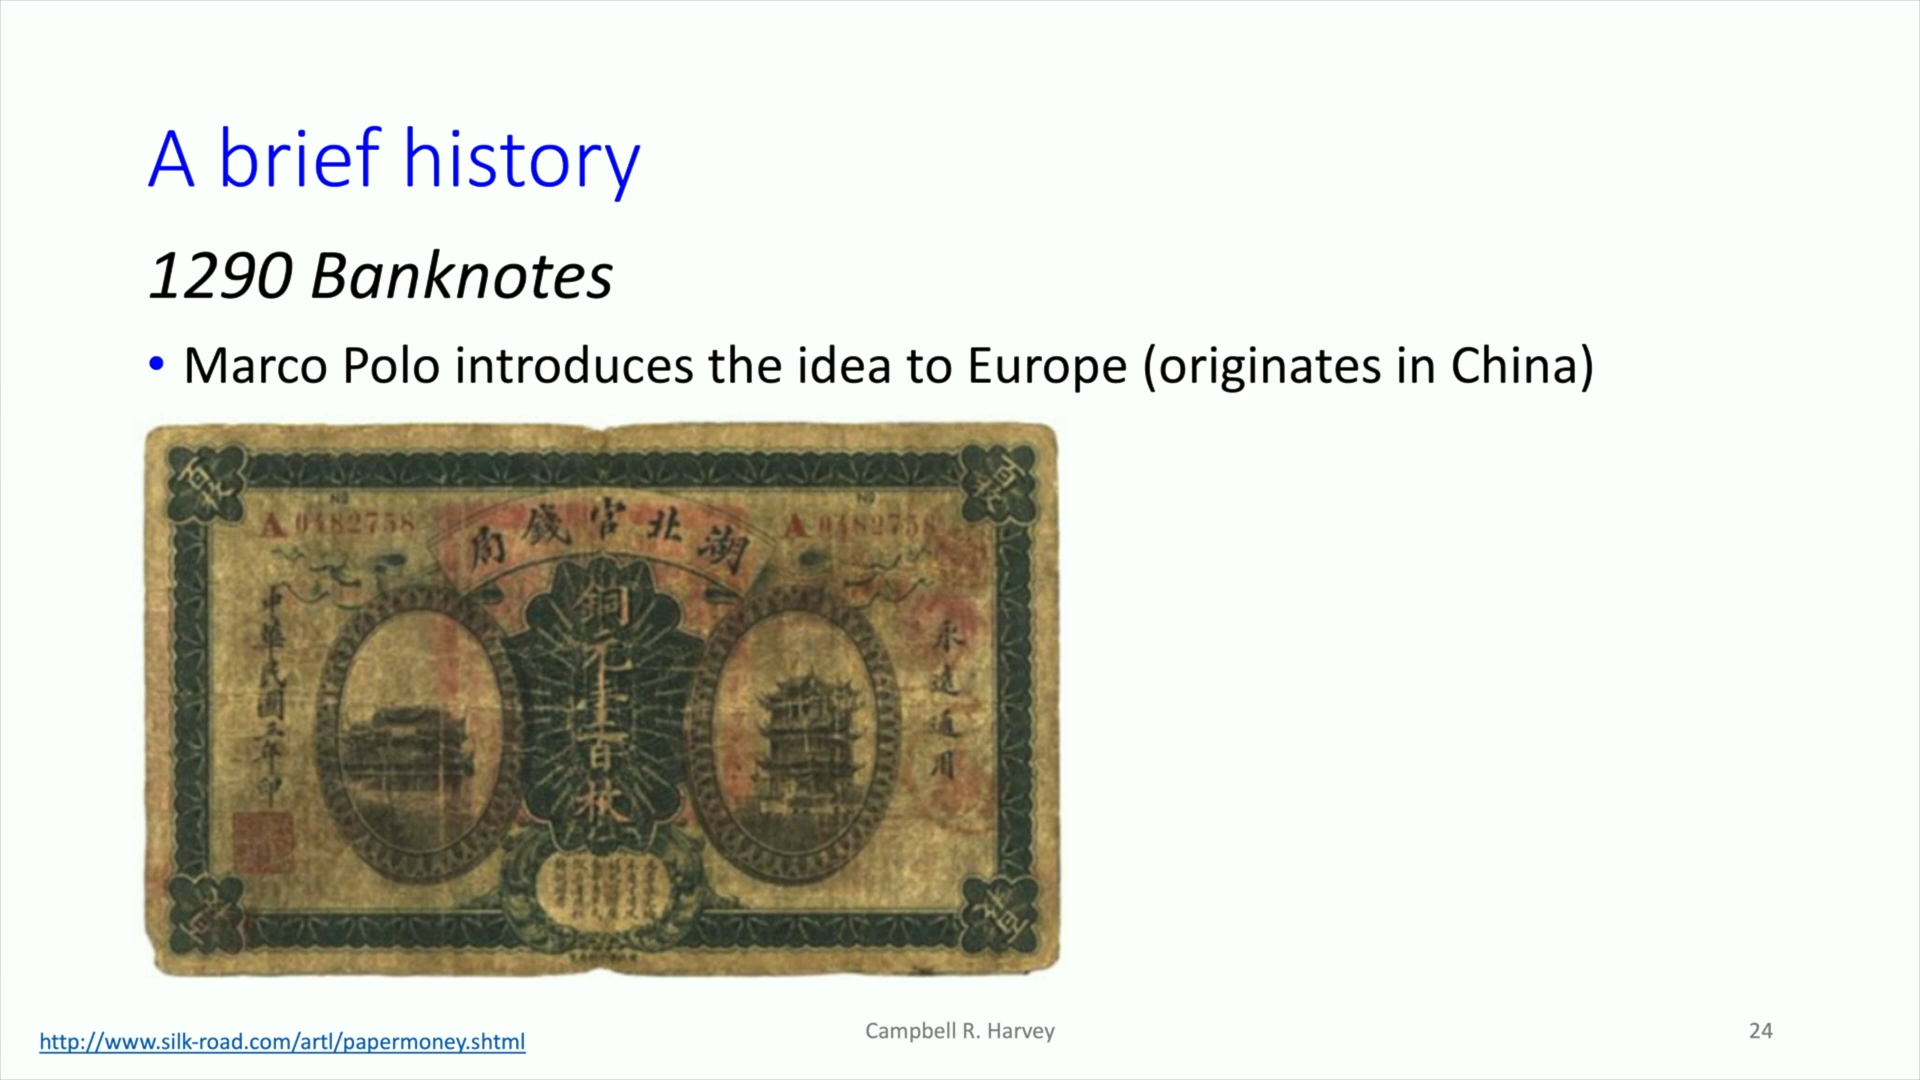 A brief history
1290 Banknotes
• Marco Polo introduces the idea to Europe (originates in China)
局錢官北湖
A 0482758
A 0482758
銅元壹百枚
中華民國三年印
永遠通用
http://www.silk-road.com/artl/papermoney.shtml
Campbell R. Harvey
24